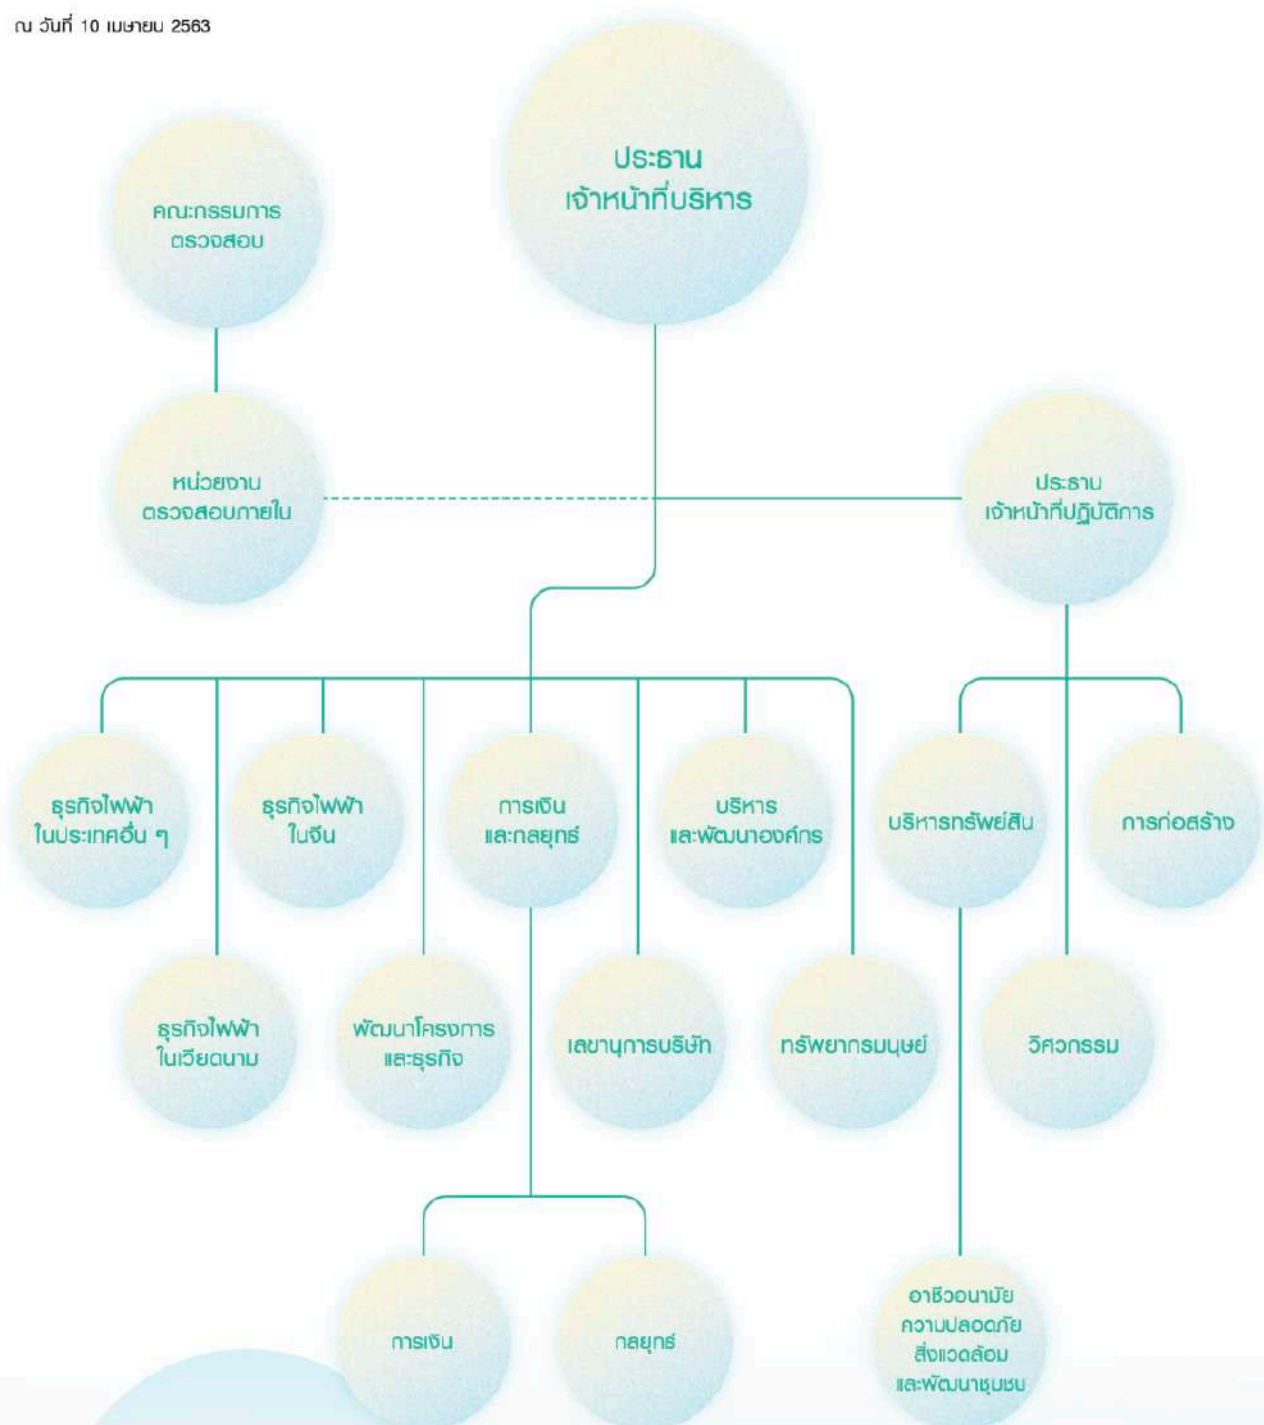 ณ วันที่ 10 เมษายน 2563
ประธาน
เจ้าหน้าที่บริหาร
คณะกรรมการ
ตรวจสอบ
หน่วยงาน
ตรวจสอบภายใน
ประธาน
เจ้าหน้าที่ปฏิบัติการ
ธุรกิจไฟฟ้า
ในประเทศอื่น ๆ
ธุรกิจไฟฟ้า
ในจีน
การเงิน
และกลยุทธ์
บริหาร
และพัฒนาองค์กร
บริหารทรัพย์สิน
การก่อสร้าง
ธุรกิจไฟฟ้า
ในเวียดนาม
พัฒนาโครงการ
และธุรกิจ
เลขานุการบริษัท
ทรัพยากรมนุษย์
วิศวกรรม
การเงิน
กลยุทธ์
อาชีวอนามัย
ความปลอดภัย
สิ่งแวดล้อม
และพัฒนาชุมชน